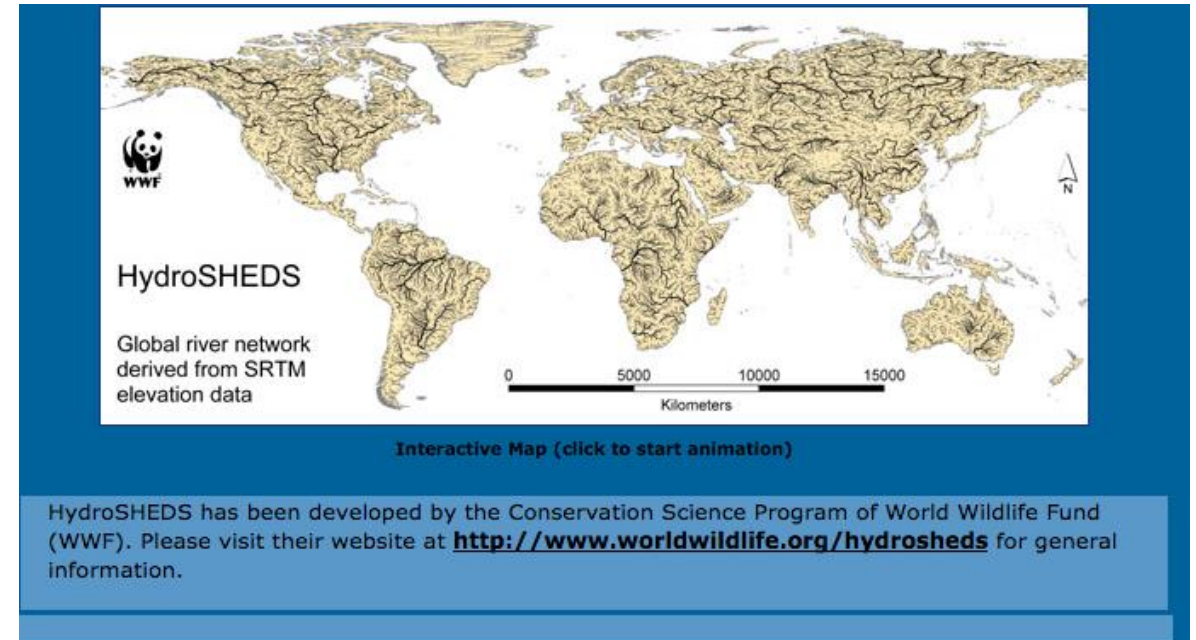 WWF
N
HydroSHEDS
Global river network
derived from SRTM
elevation data
0 5000 10000 15000
Kilometers
Interactive Map (click to start animation)
HydroSHEDS has been developed by the Conservation Science Program of World Wildlife Fund
(WWF). Please visit their website at http://www.worldwildlife.org/hydrosheds for general
information.